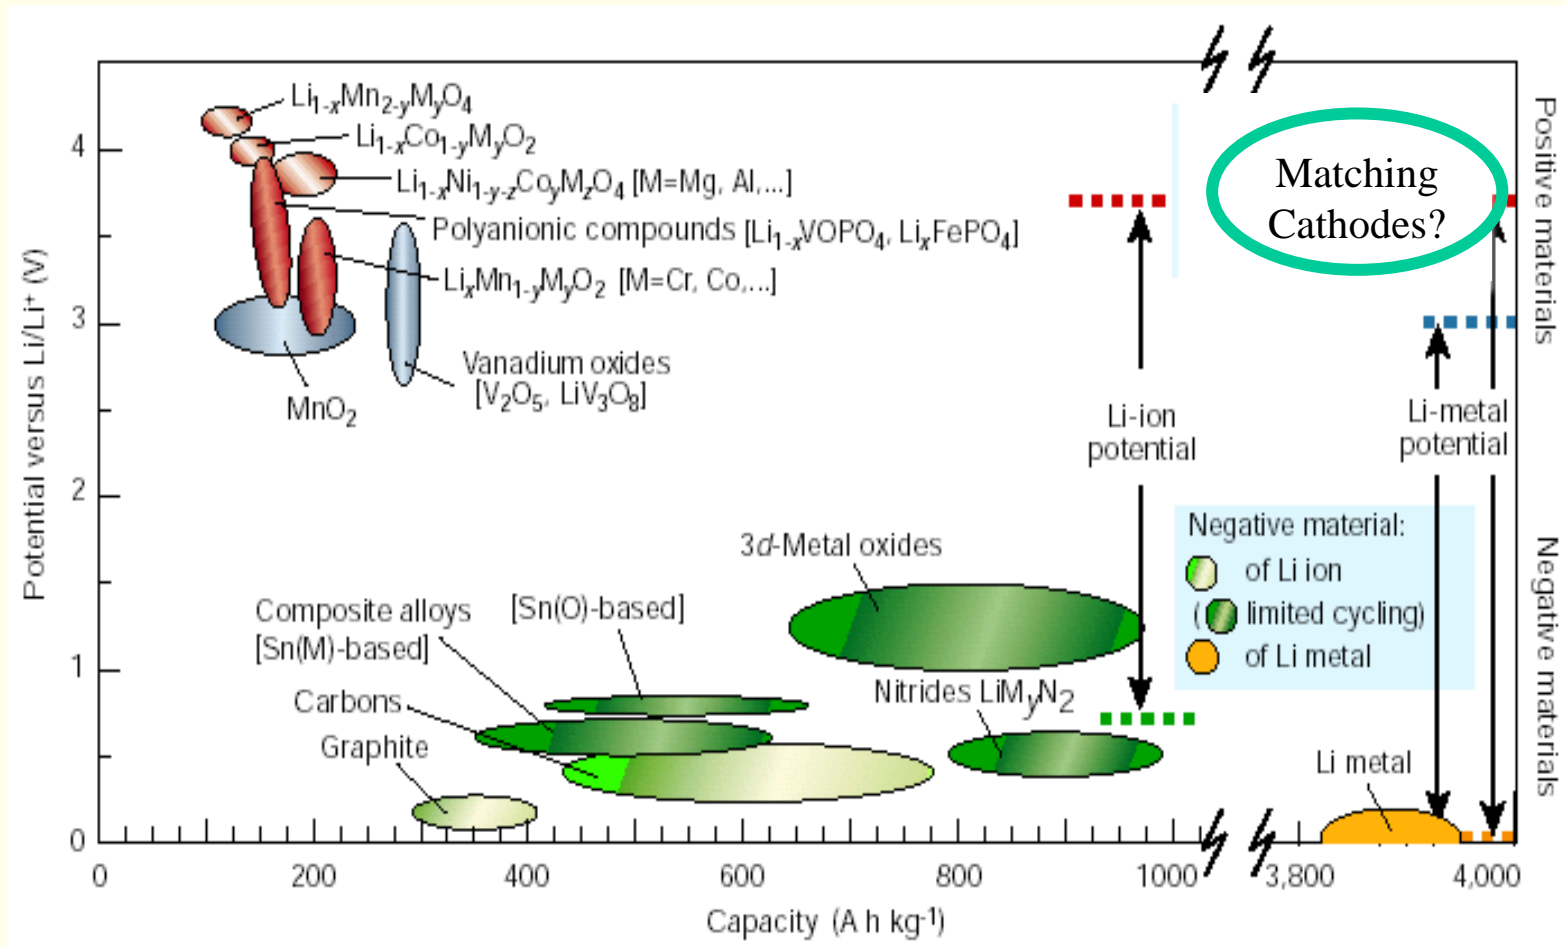 Li1-xMn2-yMyO4
Li1-xCo1-yMyO2
Li1-xNi1-y-zCoyMzO4 [M=Mg, Al,...]
Polyanionic compounds [Li1-xVOPO4, LixFePO4]
LixMn1-yMyO2 [M=Cr, Co,...]
Vanadium oxides
[V2O5, LiV3O8]
MnO2
Matching
Cathodes?
Li-ion
potential
Li-metal
potential
Negative material:
of Li ion
( limited cycling)
of Li metal
3d-Metal oxides
Composite alloys
[Sn(M)-based]
[Sn(O)-based]
Carbons
Graphite
Nitrides LiMyN2
Li metal
Potential versus Li/Li+ (V)
4
3
2
1
0
0 200 400 600 800 1000 3,800 4,000
Capacity (A h kg-1)
Positive materials
Negative materials